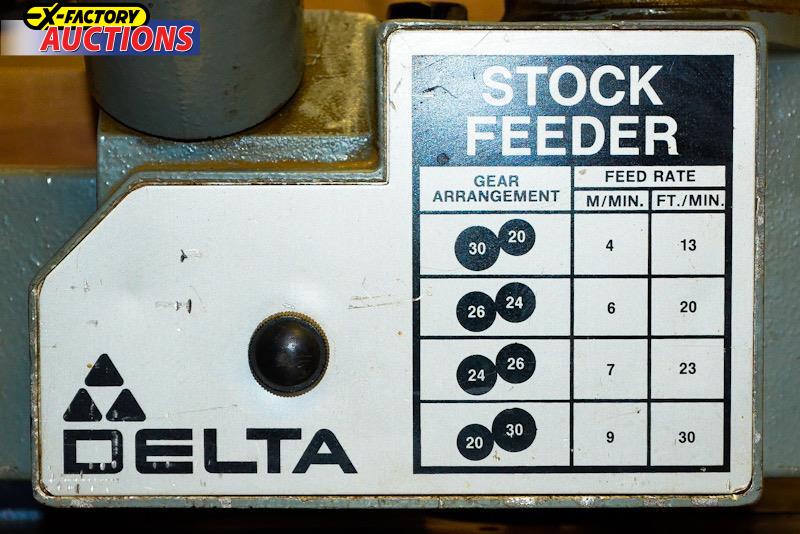 X-FACTORY
AUCTIONS
STOCK
FEEDER
GEAR
ARRANGEMENT
FEED RATE
M/MIN. FT./MIN.
30 20 4 13
26 24 6 20
24 26 7 23
20 30 9 30
DELTA